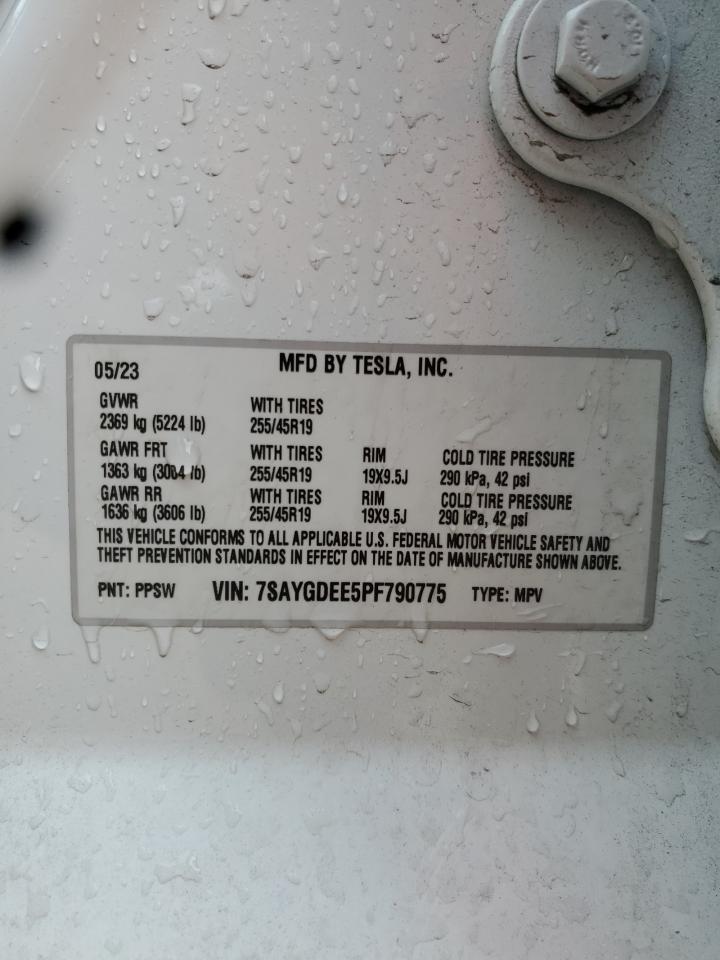 05/23 MFD BY TESLA, INC.
GVWR WITH TIRES
2369 kg (5224 lb) 255/45R19
GAWR FRT WITH TIRES RIM COLD TIRE PRESSURE
1363 kg (3004 lb) 255/45R19 19X9.5J 290 kPa, 42 psi
GAWR RR WITH TIRES RIM COLD TIRE PRESSURE
1636 kg (3606 lb) 255/45R19 19X9.5J 290 kPa, 42 psi
THIS VEHICLE CONFORMS TO ALL APPLICABLE U.S. FEDERAL MOTOR VEHICLE SAFETY AND
THEFT PREVENTION STANDARDS IN EFFECT ON THE DATE OF MANUFACTURE SHOWN ABOVE.
PNT: PPSW VIN: 7SAYGDEE5PF790775 TYPE: MPV